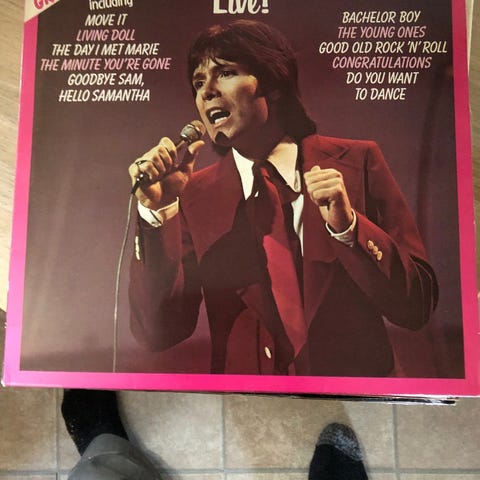 including
Live!
MOVE IT
LIVING DOLL
THE DAY I MET MARIE
THE MINUTE YOU'RE GONE
GOODBYE SAM,
HELLO SAMANTHA
BACHELOR BOY
THE YOUNG ONES
GOOD OLD ROCK 'N' ROLL
CONGRATULATIONS
DO YOU WANT
TO DANCE